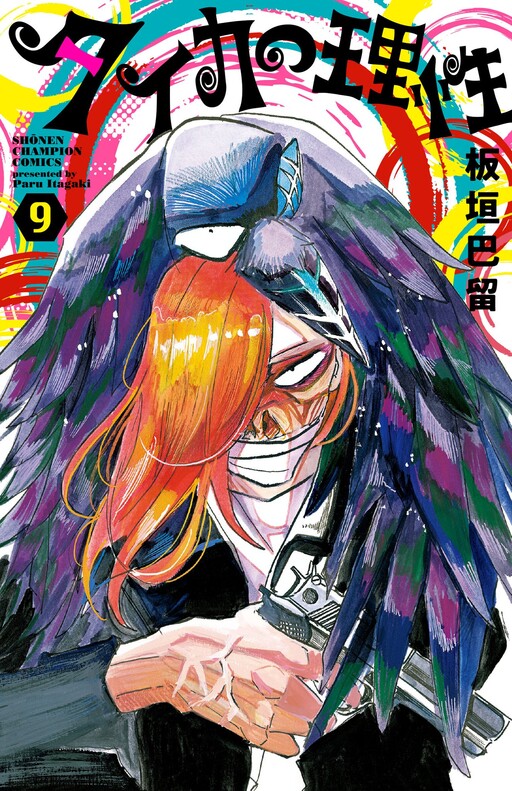 タイカの理性
SHŌNEN
CHAMPION
COMICS
presented by
Paru Itagaki
9
板垣巴留